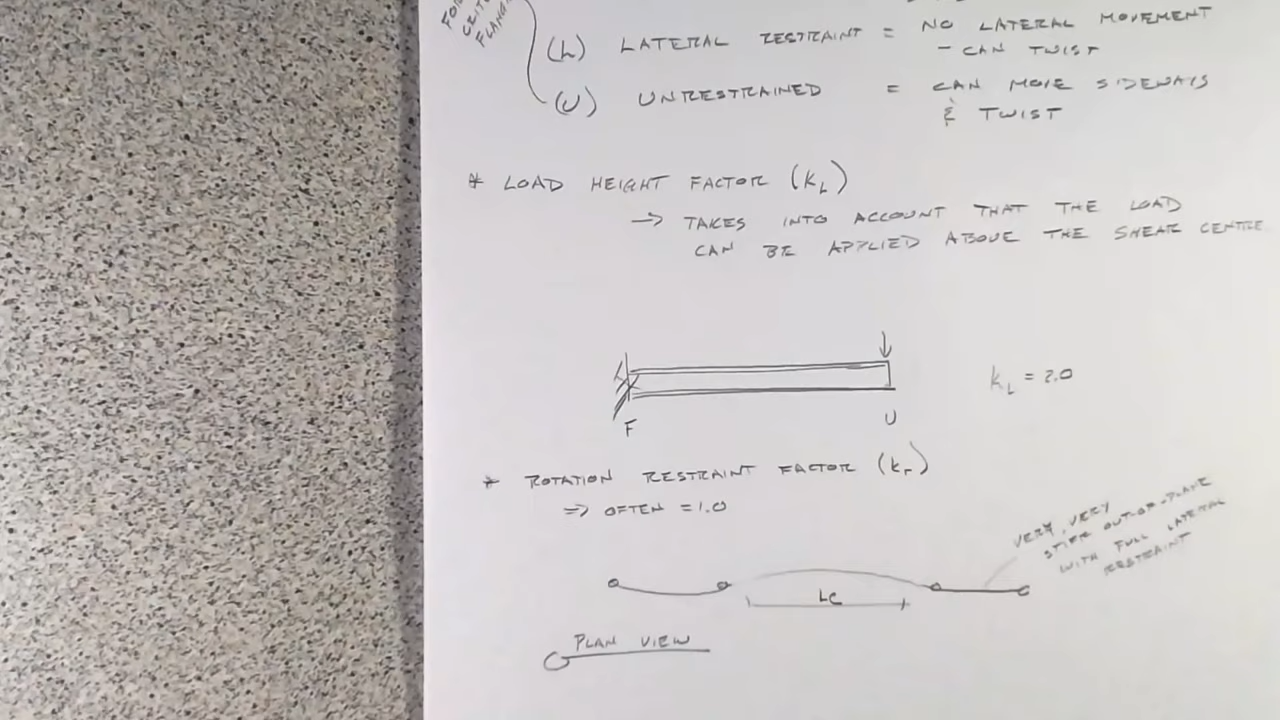 FLANG
(L) LATERAL RESTRAINT = NO LATERAL MOVEMENT
- CAN TWIST
(U) UNRESTRAINED = CAN MOVE SIDEWAYS
& TWIST
* LOAD HEIGHT FACTOR (kL)
→ TAKES INTO ACCOUNT THAT THE LOAD
CAN BE APPLIED ABOVE THE SHEAR CENTRE
kL = 2.0
F U
* ROTATION RESTRAINT FACTOR (kr)
⇒ OFTEN = 1.0
VERY, VERY
STIFF OUT-OF-PLANE
WITH FULL LATERAL
RESTRAINT
LC
PLAN VIEW